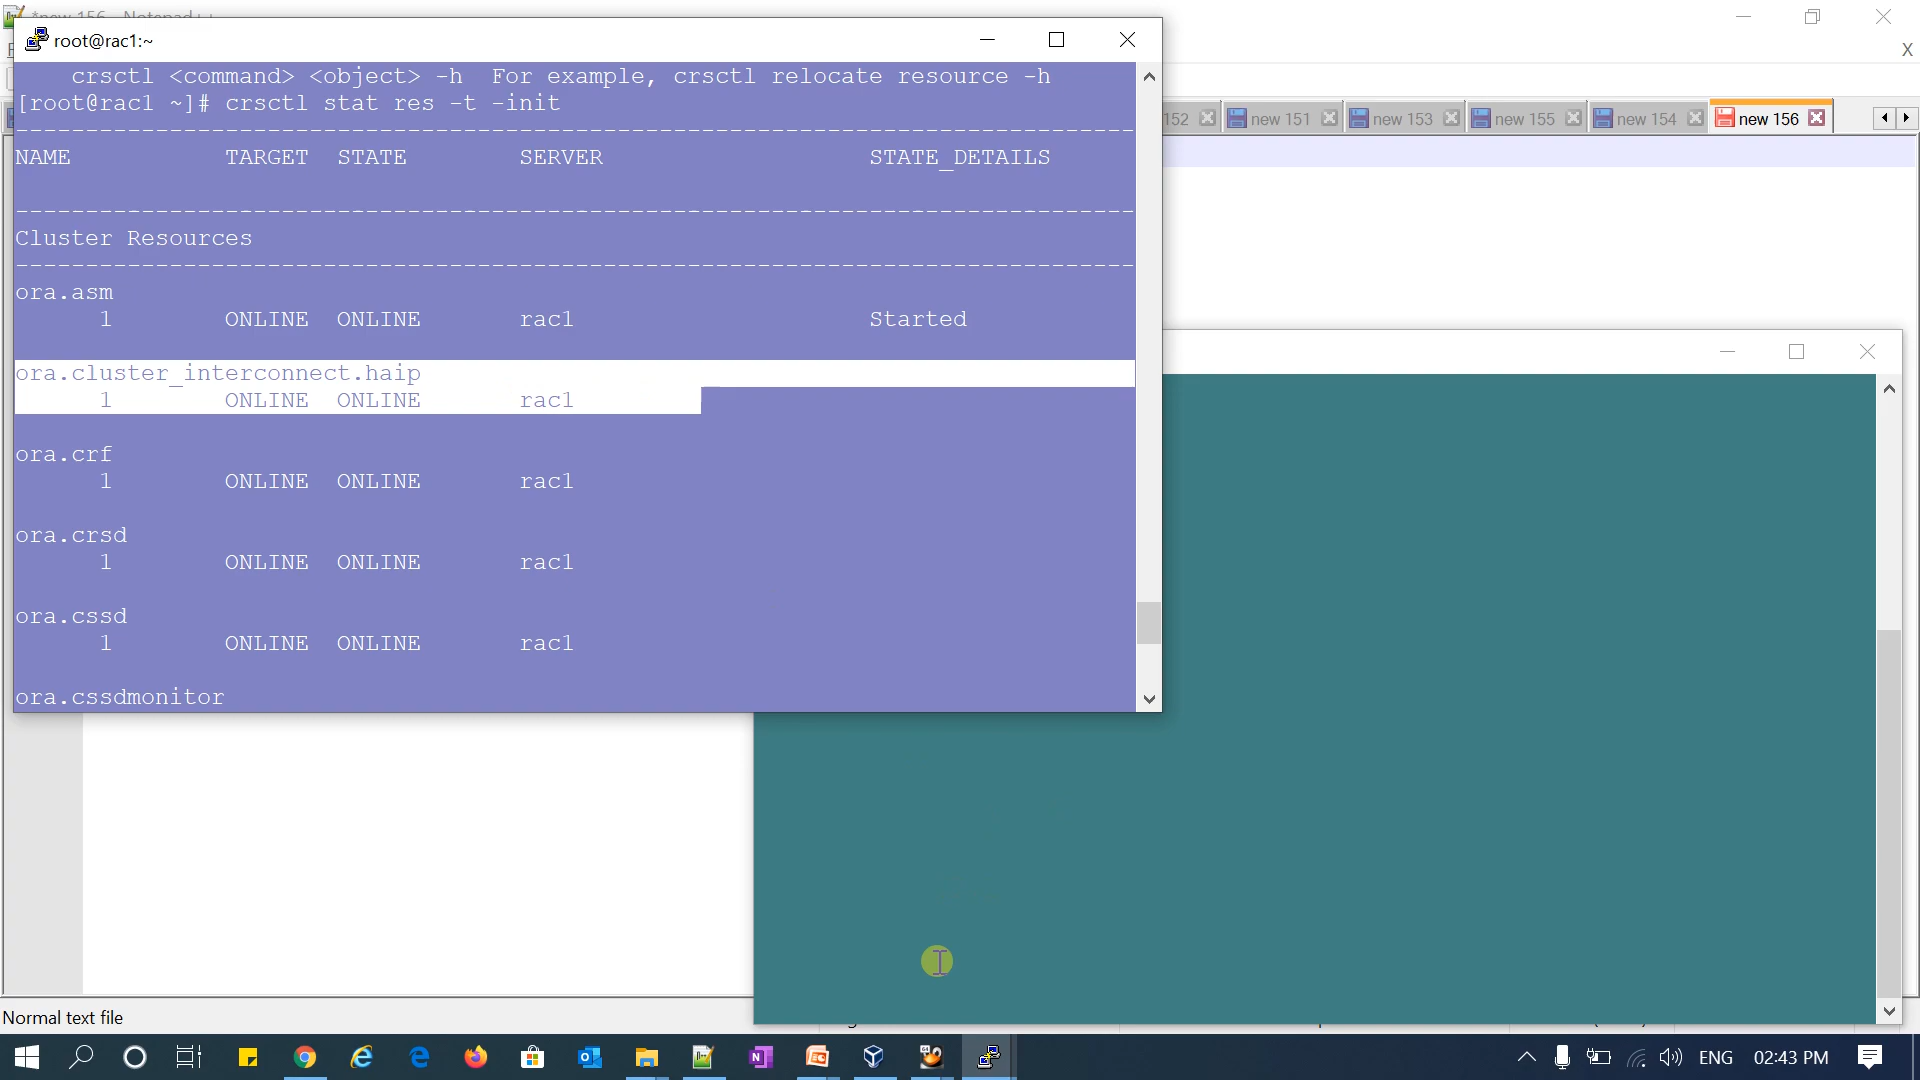 *new 156 - Notepad++
root@rac1:~
X
crsctl <command> <object> -h  For example, crsctl relocate resource -h
[root@rac1 ~]# crsctl stat res -t -init
--------------------------------------------------------------------------------
NAME           TARGET  STATE        SERVER                   STATE_DETAILS
--------------------------------------------------------------------------------
Cluster Resources
--------------------------------------------------------------------------------
ora.asm
1        ONLINE  ONLINE       rac1                     Started
ora.cluster_interconnect.haip
1        ONLINE  ONLINE       rac1
ora.crf
1        ONLINE  ONLINE       rac1
ora.crsd
1        ONLINE  ONLINE       rac1
ora.cssd
1        ONLINE  ONLINE       rac1
ora.cssdmonitor
152 new 151 new 153 new 155 new 154 new 156
Normal text file
ENG 02:43 PM